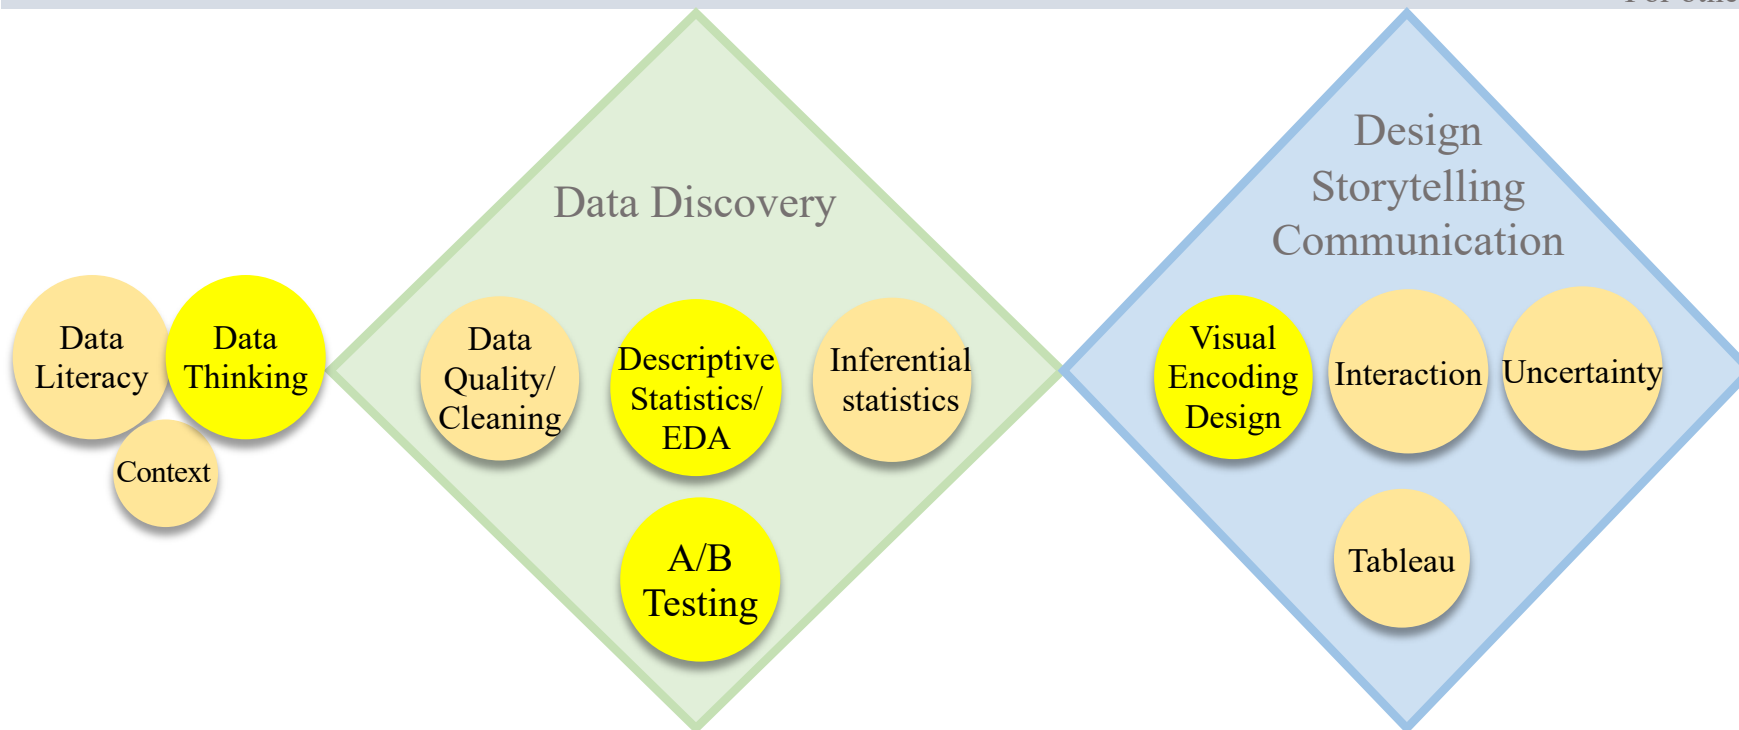 Data Discovery
Design
Storytelling
Communication
Data
Literacy
Data
Thinking
Context
Data
Quality/
Cleaning
Descriptive
Statistics/
EDA
Inferential
statistics
A/B
Testing
Visual
Encoding
Design
Interaction
Uncertainty
Tableau